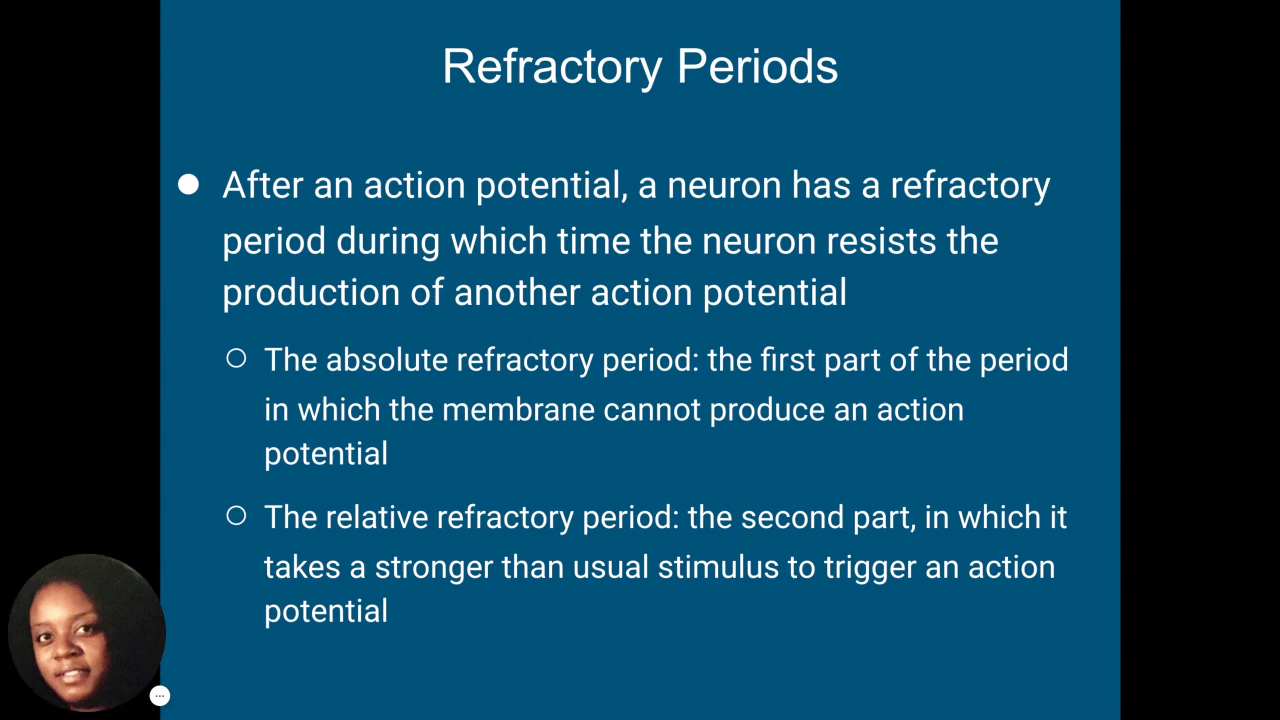 Refractory Periods
After an action potential, a neuron has a refractory
period during which time the neuron resists the
production of another action potential
The absolute refractory period: the first part of the period
in which the membrane cannot produce an action
potential
The relative refractory period: the second part, in which it
takes a stronger than usual stimulus to trigger an action
potential